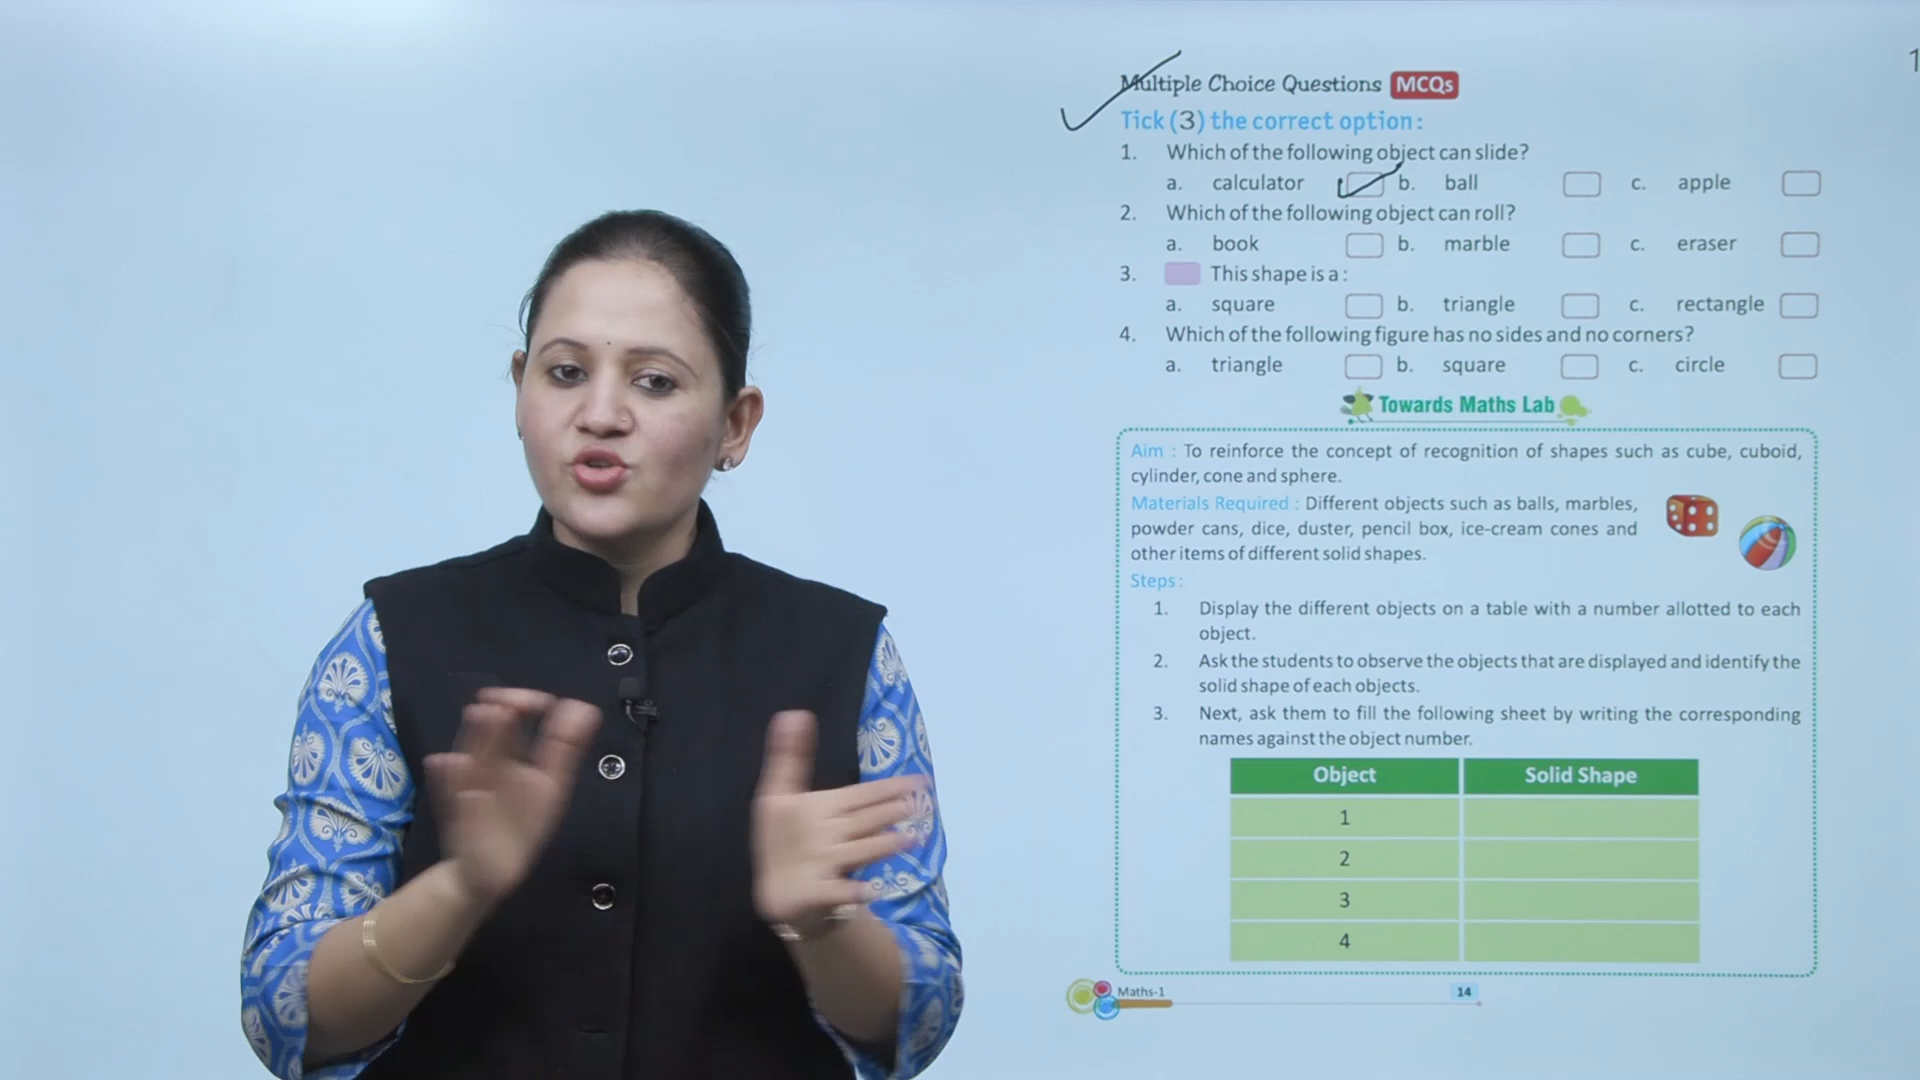 1
Multiple Choice Questions MCQs
Tick (3) the correct option :
1. Which of the following object can slide?
a. calculator b. ball c. apple
2. Which of the following object can roll?
a. book b. marble c. eraser
3. This shape is a :
a. square b. triangle c. rectangle
4. Which of the following figure has no sides and no corners?
a. triangle b. square c. circle
Towards Maths Lab
Aim : To reinforce the concept of recognition of shapes such as cube, cuboid,
cylinder, cone and sphere.
Materials Required : Different objects such as balls, marbles,
powder cans, dice, duster, pencil box, ice-cream cones and
other items of different solid shapes.
Steps :
1. Display the different objects on a table with a number allotted to each
object.
2. Ask the students to observe the objects that are displayed and identify the
solid shape of each objects.
3. Next, ask them to fill the following sheet by writing the corresponding
names against the object number.
Object Solid Shape
1
2
3
4
Maths-1 14